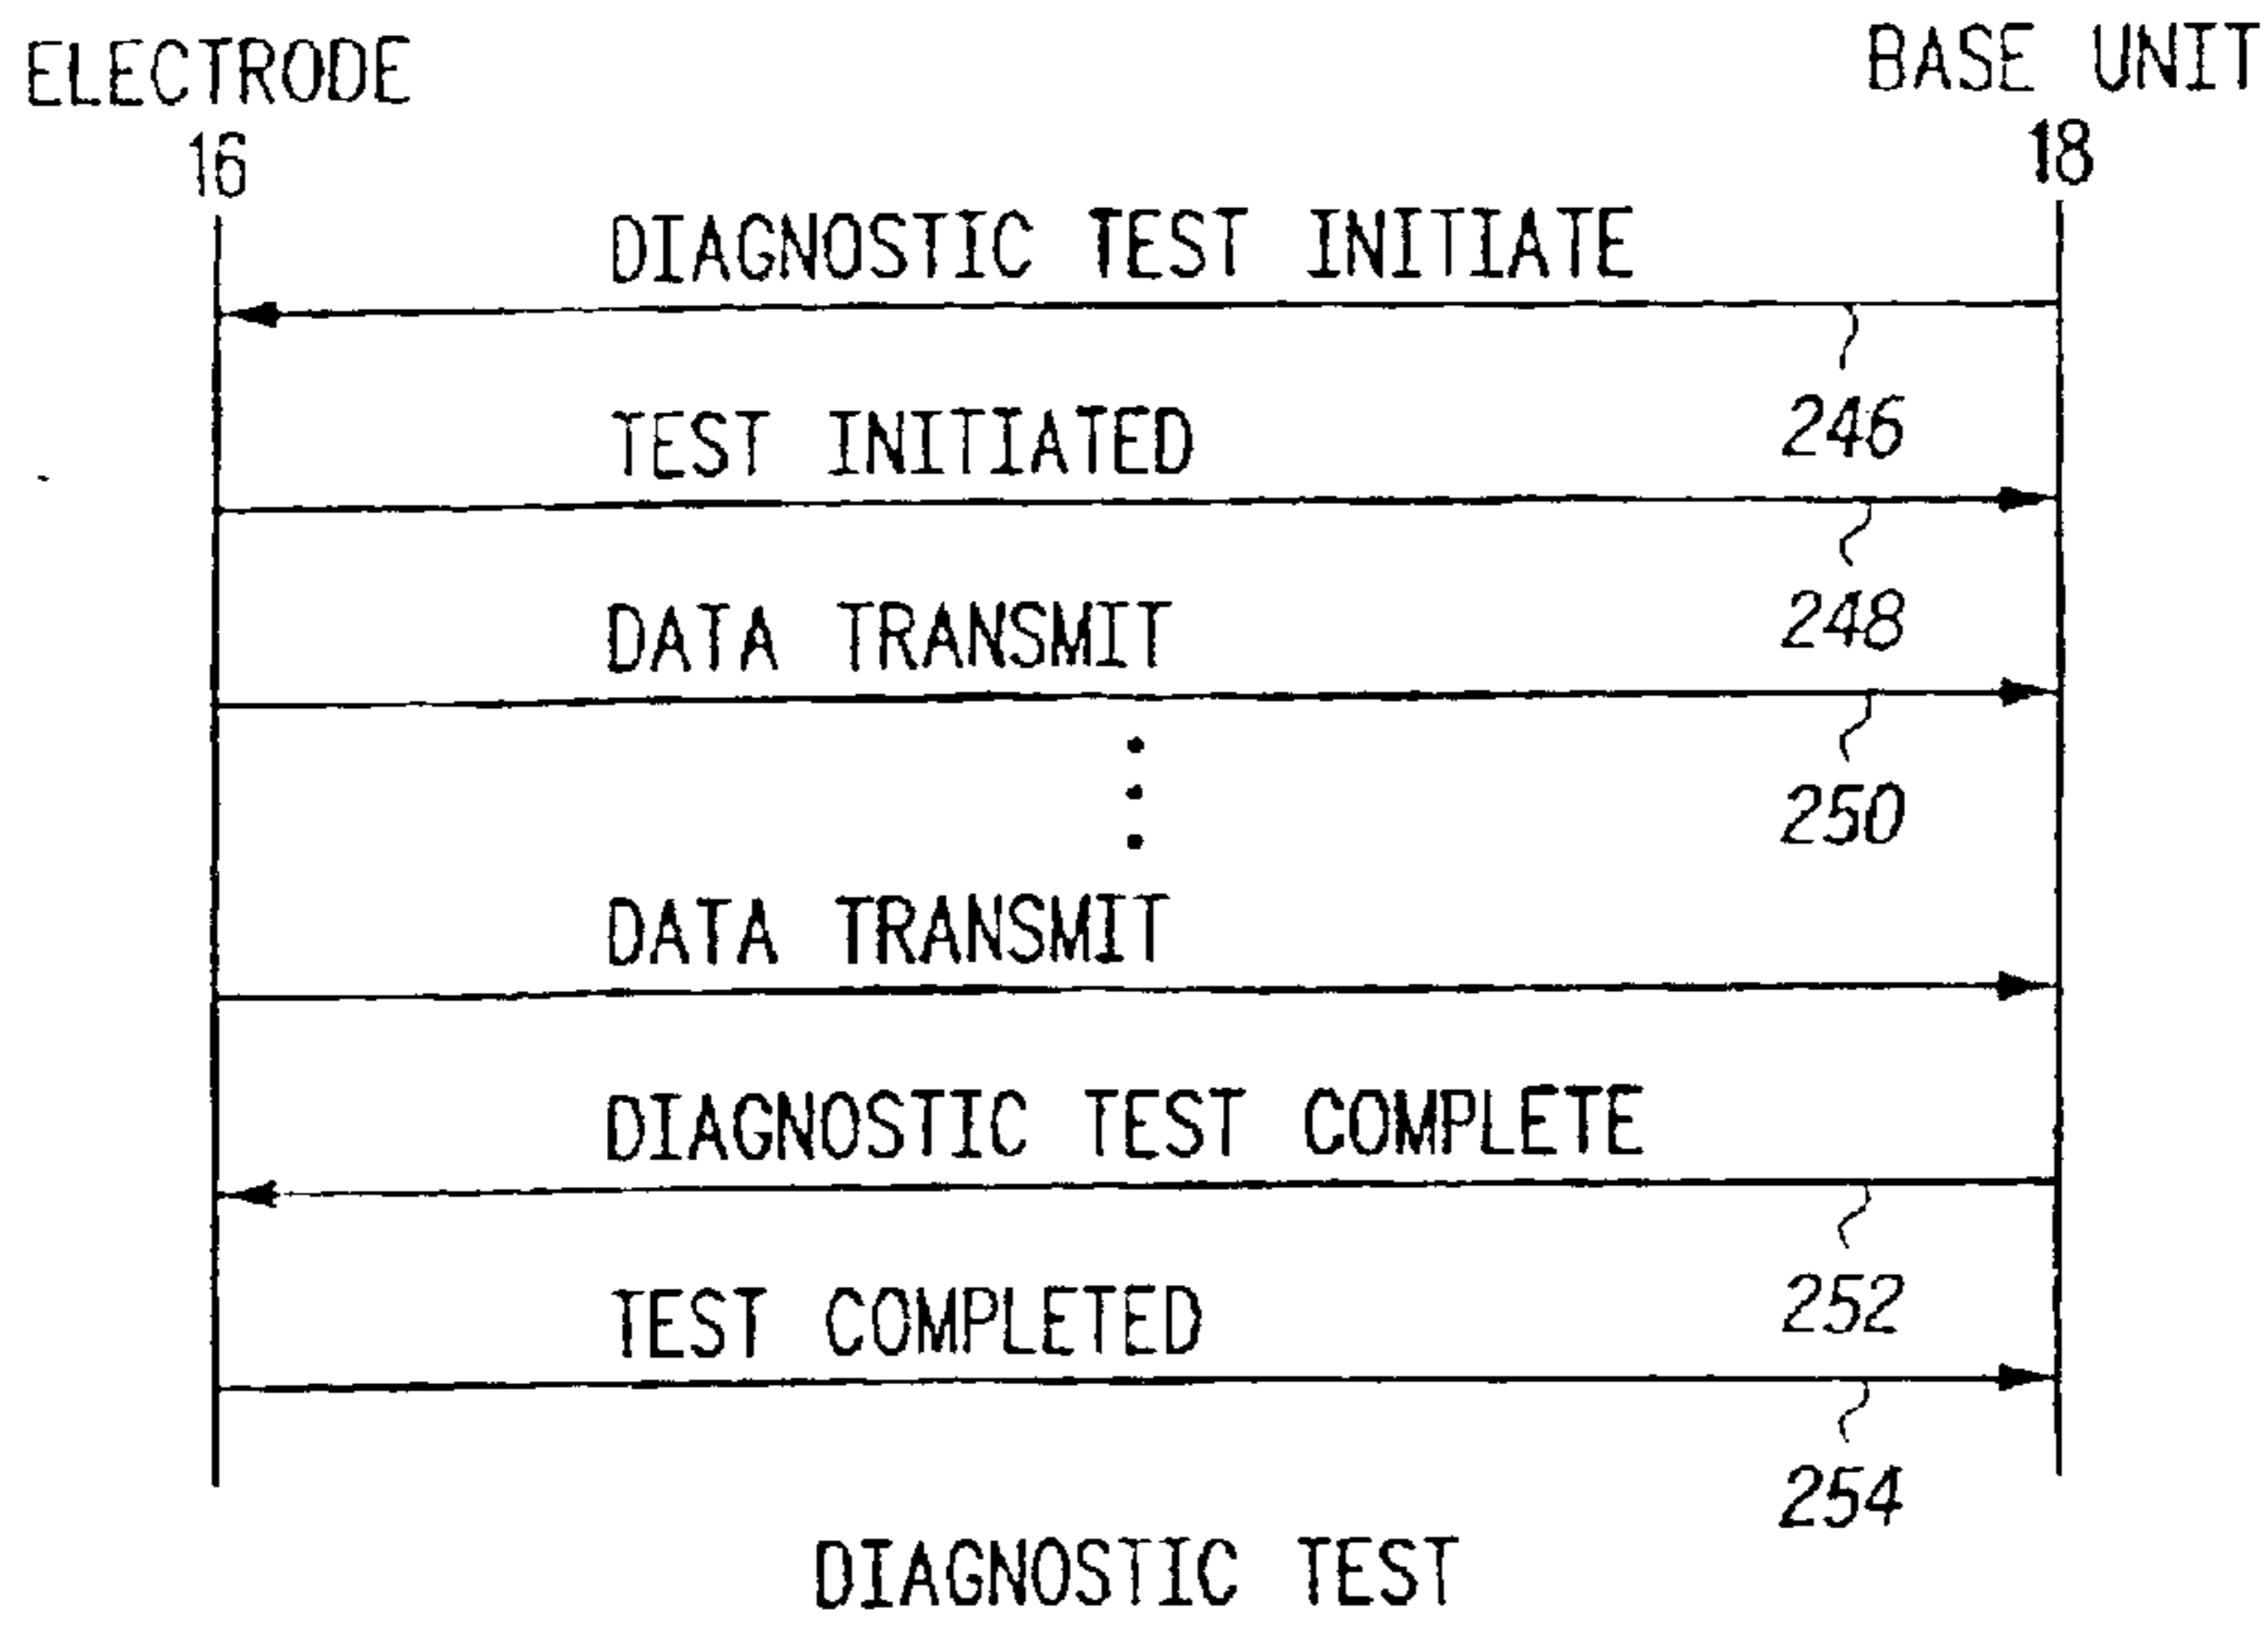 ELECTRODE
16
BASE UNIT
18
DIAGNOSTIC TEST INITIATE
246
TEST INITIATED
248
DATA TRANSMIT
250
DATA TRANSMIT
DIAGNOSTIC TEST COMPLETE
252
TEST COMPLETED
254
DIAGNOSTIC TEST